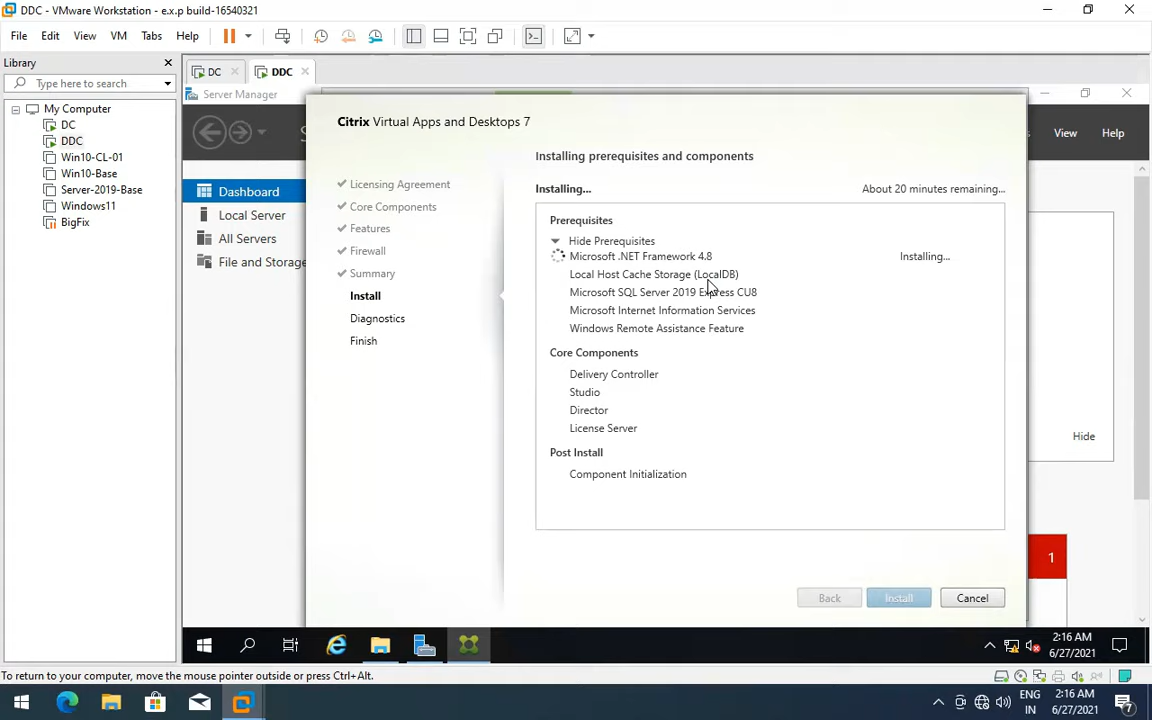 DDC - VMware Workstation - e.x.p build-16540321
File Edit View VM Tabs Help
Library
Type here to search
My Computer
DC
DDC
Win10-CL-01
Win10-Base
Server-2019-Base
Windows11
BigFix
DC
DDC
Server Manager
View Help
Dashboard
Local Server
All Servers
File and Storage
Hide
1
Citrix Virtual Apps and Desktops 7
Licensing Agreement
Core Components
Features
Firewall
Summary
Install
Diagnostics
Finish
Installing prerequisites and components
Installing... About 20 minutes remaining...
Prerequisites
Hide Prerequisites
Microsoft .NET Framework 4.8 Installing...
Local Host Cache Storage (LocalDB)
Microsoft SQL Server 2019 Express CU8
Microsoft Internet Information Services
Windows Remote Assistance Feature
Core Components
Delivery Controller
Studio
Director
License Server
Post Install
Component Initialization
Back Install Cancel
2:16 AM
6/27/2021
To return to your computer, move the mouse pointer outside or press Ctrl+Alt.
ENG
IN
2:16 AM
6/27/2021
7